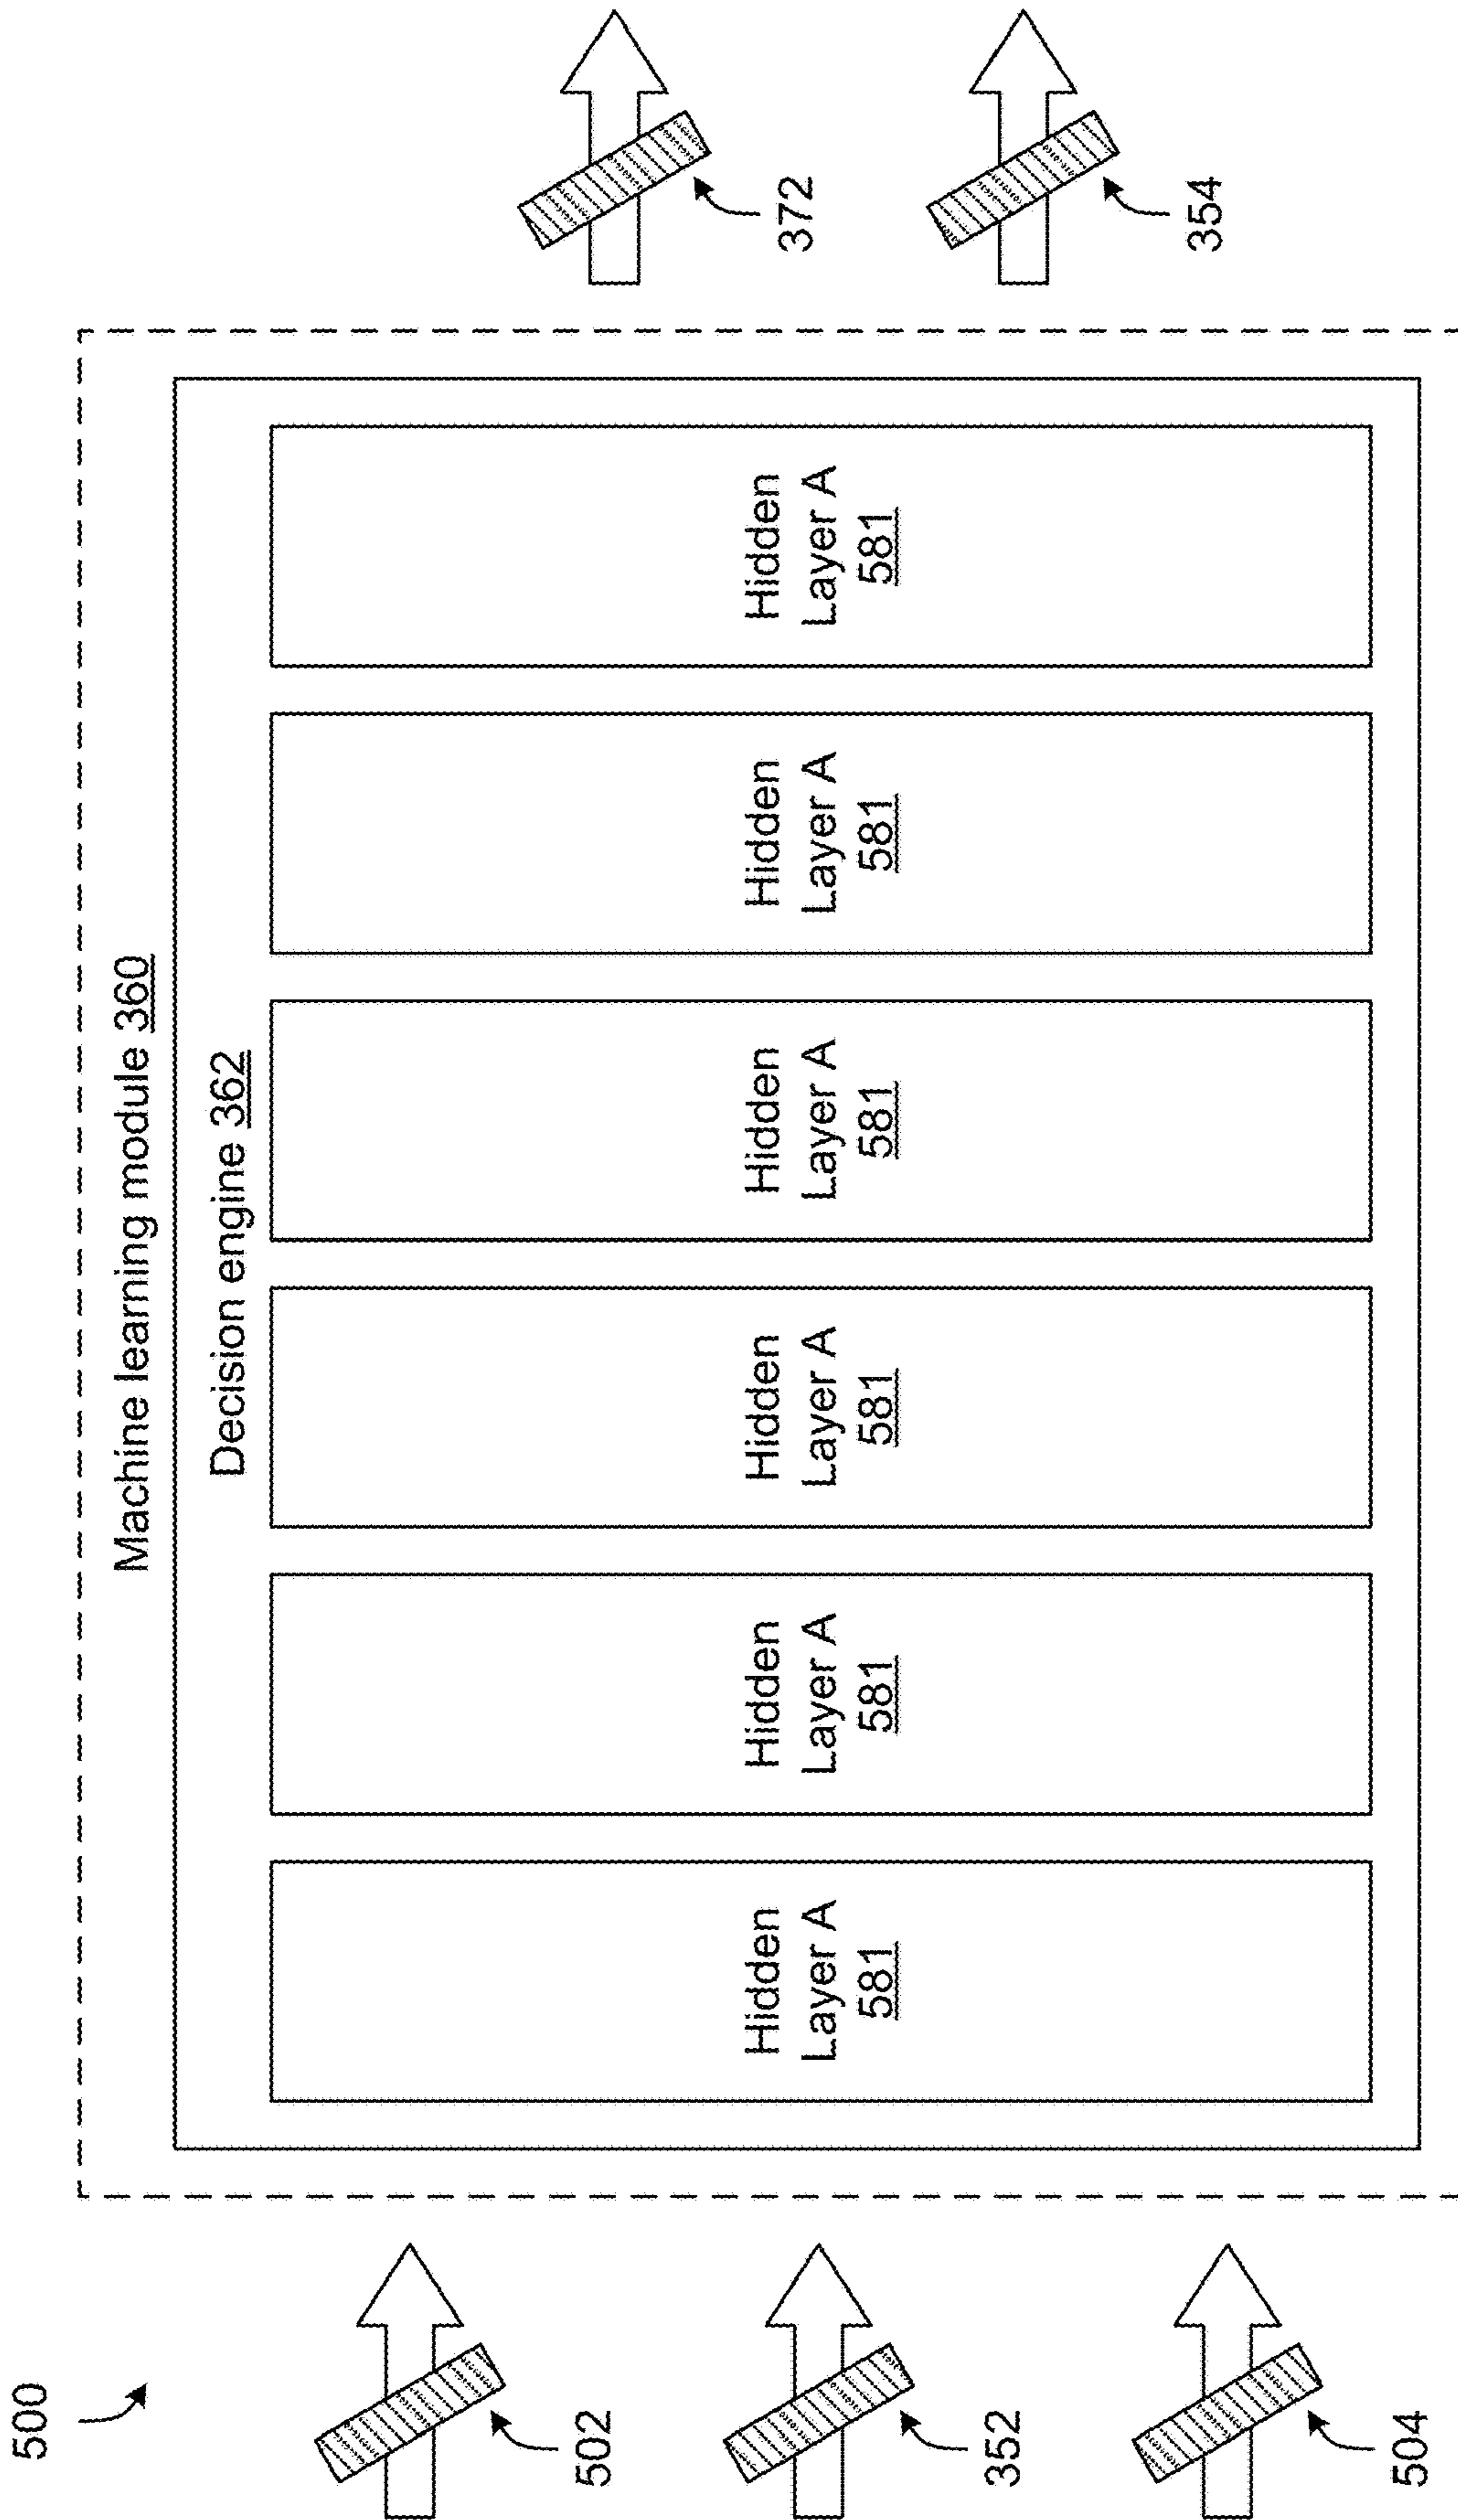 500
Machine learning module 360
Decision engine 362
502
352
504
Hidden
Layer A
581
Hidden
Layer A
581
Hidden
Layer A
581
Hidden
Layer A
581
Hidden
Layer A
581
Hidden
Layer A
581
372
354